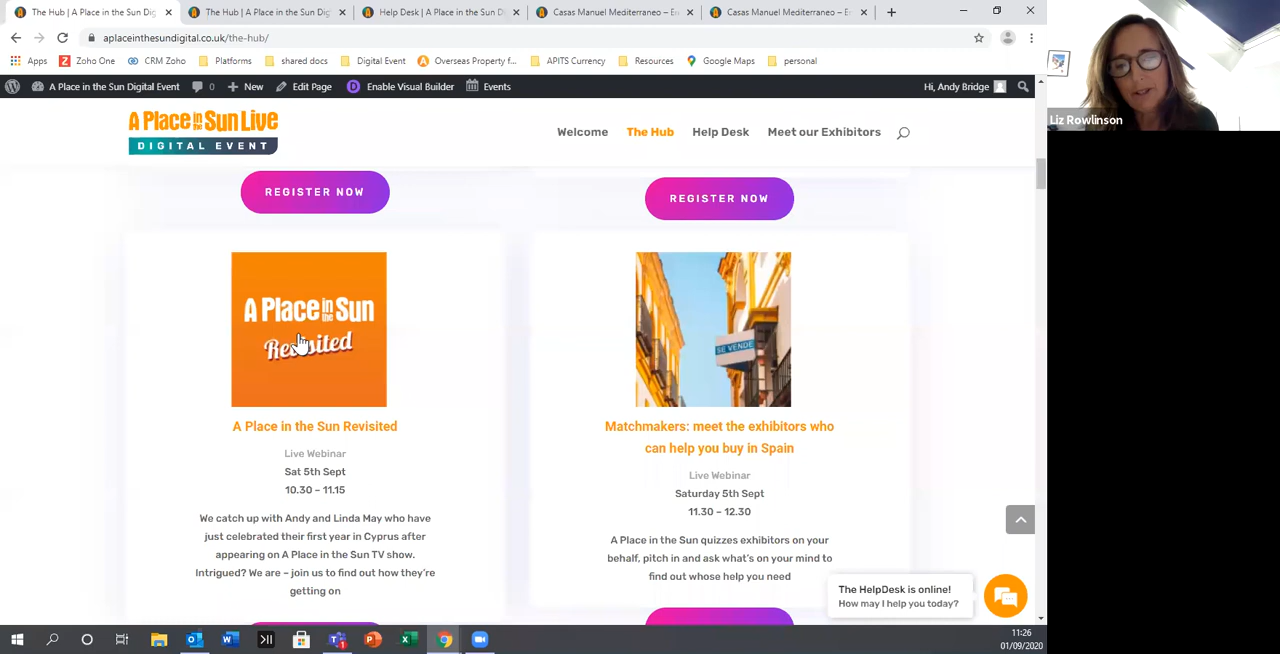 The Hub | A Place in the Sun Dig
The Hub | A Place in the Sun Dig
Help Desk | A Place in the Sun D
Casas Manuel Mediterraneo – En
Casas Manuel Mediterraneo – En
aplaceinthesundigital.co.uk/the-hub/
Apps
Zoho One
CRM Zoho
Platforms
shared docs
Digital Event
Overseas Property f...
APITS Currency
Resources
Google Maps
personal
A Place in the Sun Digital Event
0
New
Edit Page
Enable Visual Builder
Events
Hi, Andy Bridge
Liz Rowlinson
A Place in the Sun Live
DIGITAL EVENT
Welcome
The Hub
Help Desk
Meet our Exhibitors
REGISTER NOW
REGISTER NOW
A Place in the Sun
Revisited
SE VENDE
A Place in the Sun Revisited
Live Webinar
Sat 5th Sept
10.30 – 11.15
We catch up with Andy and Linda May who have
just celebrated their first year in Cyprus after
appearing on A Place in the Sun TV show.
Intrigued? We are – join us to find out how they're
getting on
Matchmakers: meet the exhibitors who
can help you buy in Spain
Live Webinar
Saturday 5th Sept
11.30 – 12.30
A Place in the Sun quizzes exhibitors on your
behalf, pitch in and ask what's on your mind to
find out whose help you need
The HelpDesk is online!
How may I help you today?
11:26
01/09/2020